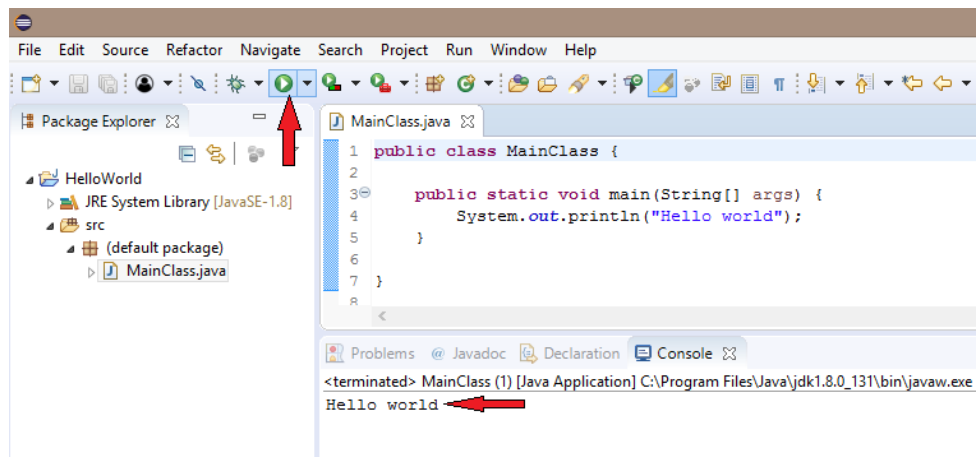 File Edit Source Refactor Navigate Search Project Run Window Help
Package Explorer
HelloWorld
JRE System Library [JavaSE-1.8]
src
(default package)
MainClass.java
MainClass.java
1 public class MainClass {
2
3 public static void main(String[] args) {
4 System.out.println("Hello world");
5 }
6
7 }
8
Problems @ Javadoc Declaration Console
<terminated> MainClass (1) [Java Application] C:\Program Files\Java\jdk1.8.0_131\bin\javaw.exe
Hello world